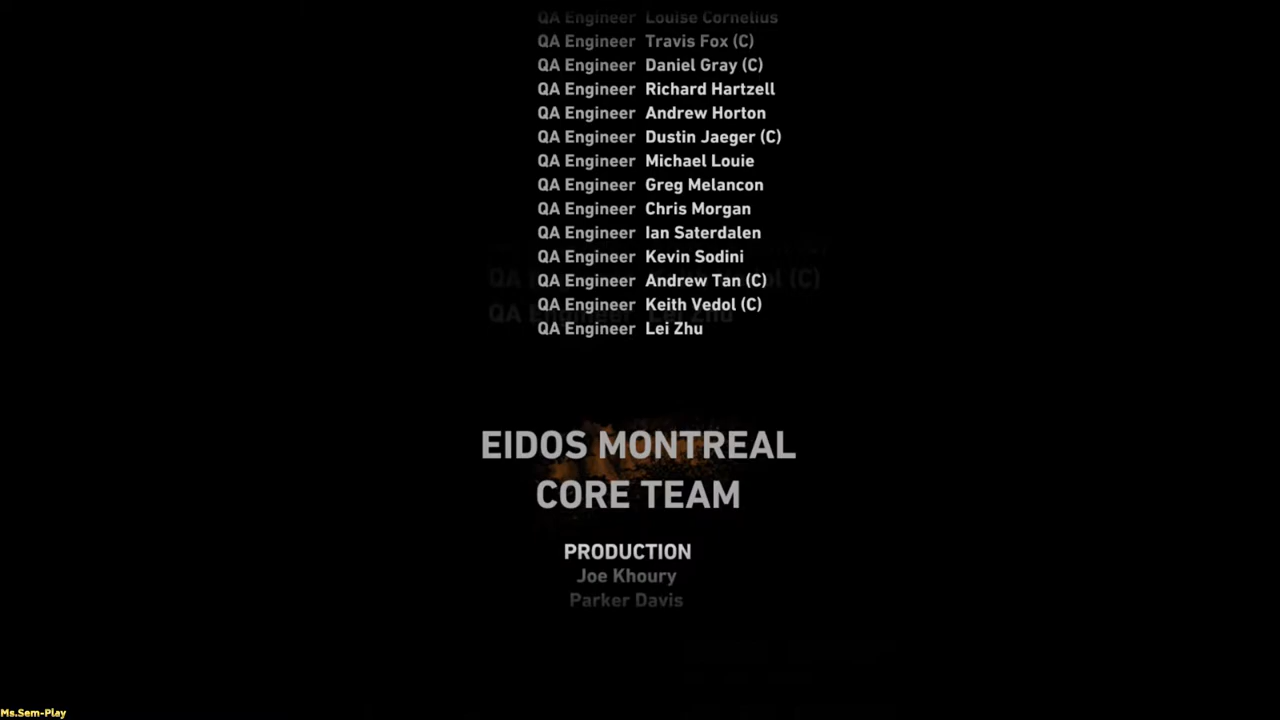 QA Engineer Louise Cornelius
QA Engineer Travis Fox (C)
QA Engineer Daniel Gray (C)
QA Engineer Richard Hartzell
QA Engineer Andrew Horton
QA Engineer Dustin Jaeger (C)
QA Engineer Michael Louie
QA Engineer Greg Melancon
QA Engineer Chris Morgan
QA Engineer Ian Saterdalen
QA Engineer Kevin Sodini
QA Engineer Andrew Tan (C)
QA Engineer Keith Vedol (C)
QA Engineer Lei Zhu
EIDOS MONTREAL
CORE TEAM
PRODUCTION
Joe Khoury
Parker Davis
Ms.Sem-Play